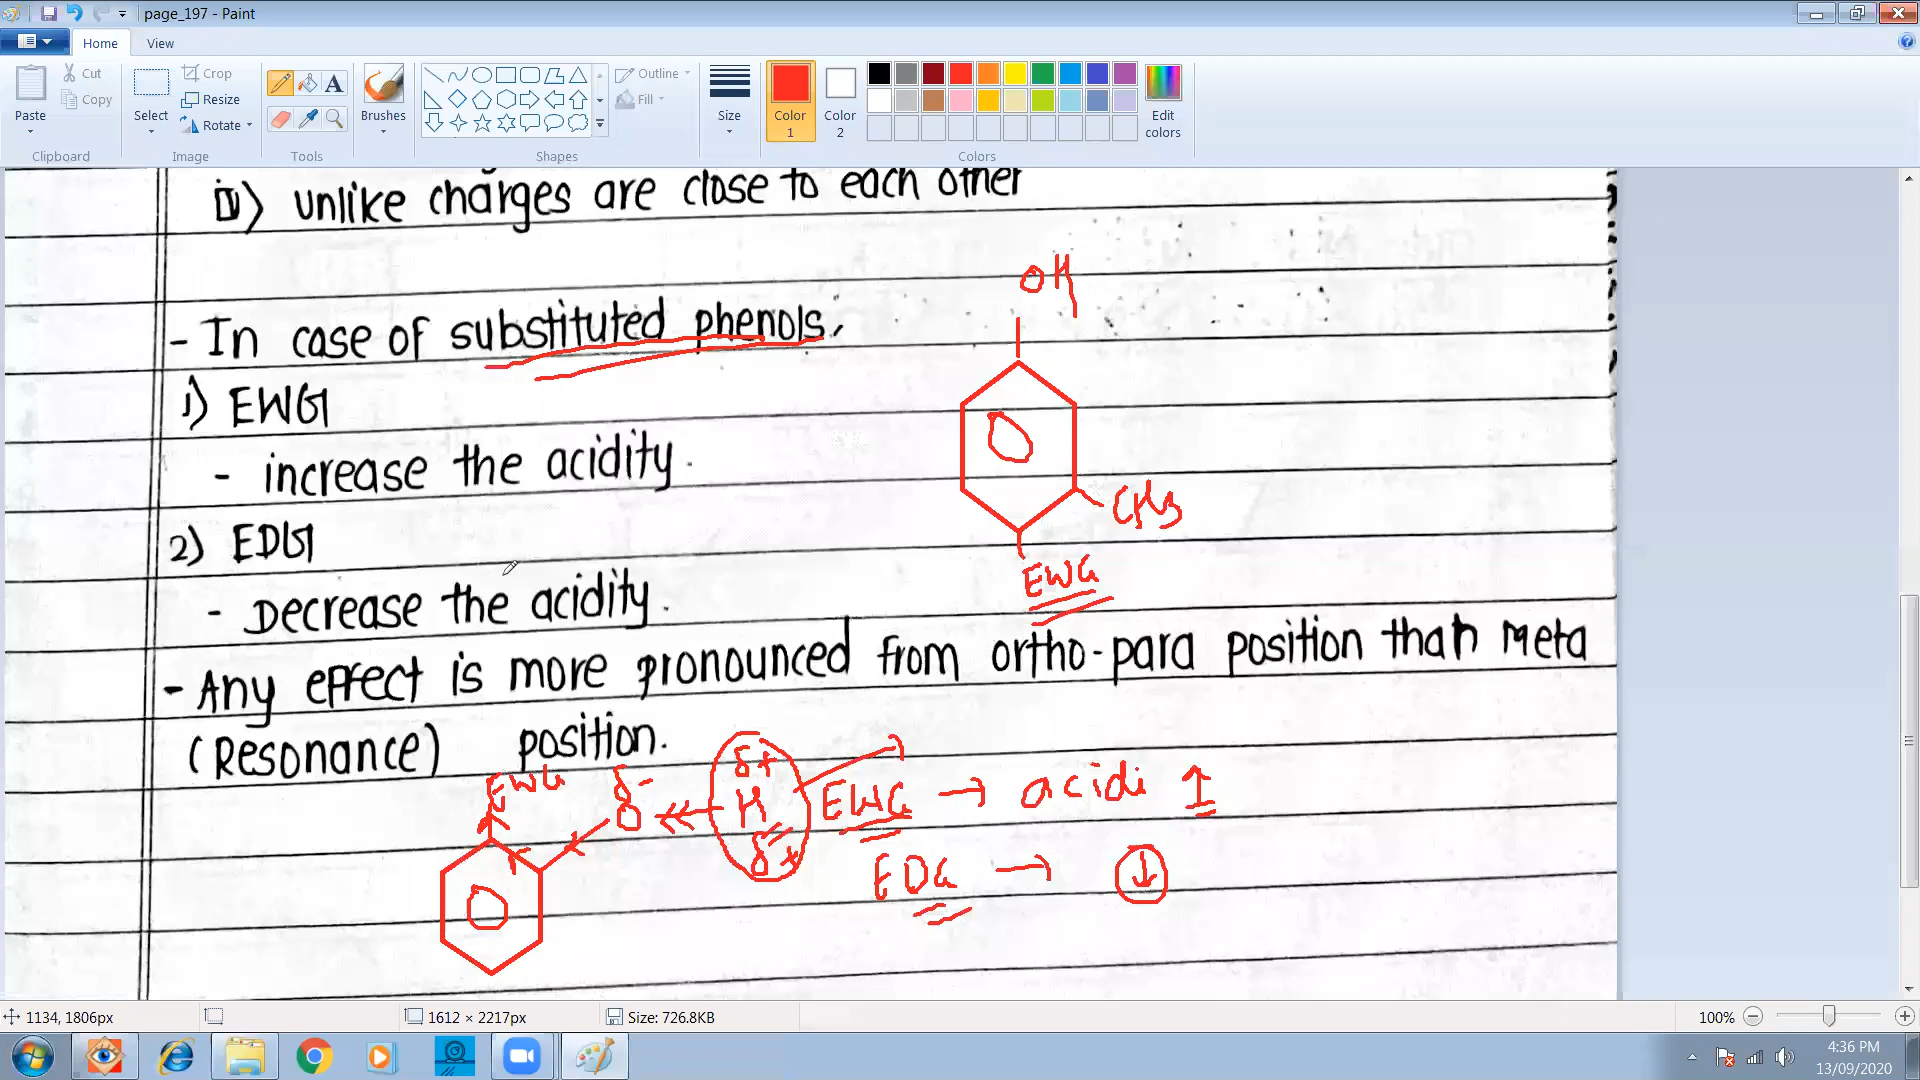 page_197 - Paint
Home View
Cut
Copy
Paste
Clipboard
Crop
Resize
Rotate
Select
Image
Tools
Brushes
Outline
Fill
Shapes
Size
Color 1
Color 2
Edit colors
Colors
iv) unlike charges are close to each other
OH
- In case of substituted phenols,
1) EWG
- increase the acidity.
CH3
2) EDG
EWG
- Decrease the acidity.
- Any effect is more pronounced from ortho-para position than meta
(Resonance) position.
EWG δ- δ+
O H EWG → acidi ↑
δ+
EDG → ↓
1134, 1806px
1612 × 2217px
Size: 726.8KB
100%
4:36 PM
13/09/2020